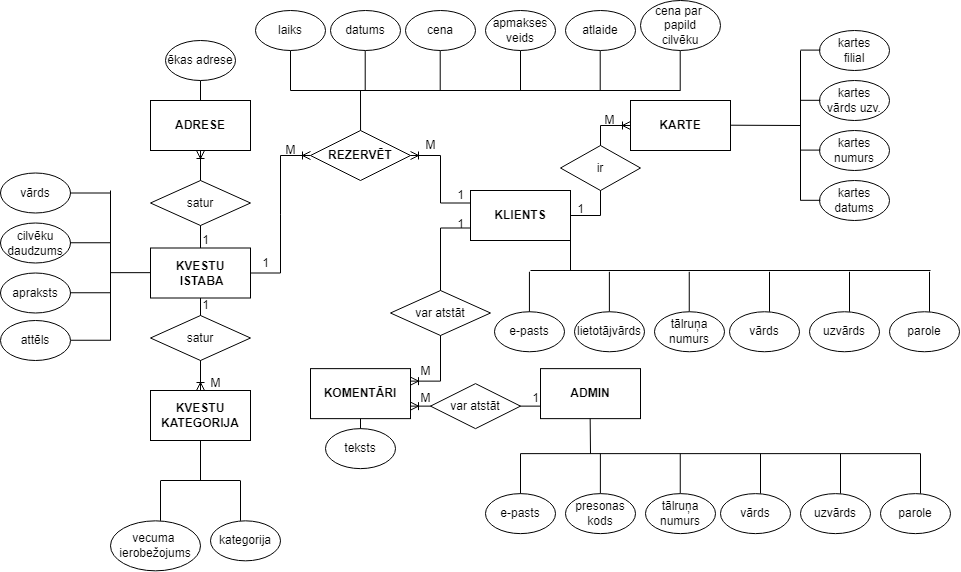 laiks
datums
cena
apmakses
veids
atlaide
cena par
papild
cilvēku
ēkas adrese
ADRESE
M
REZERVĒT
M
M
KARTE
kartes
filial
kartes
vārds uzv.
kartes
numurs
kartes
datums
ir
vārds
cilvēku
daudzums
apraksts
attēls
satur
1
KVESTU
ISTABA
1
1
1
KLIENTS
1
1
satur
var atstāt
e-pasts
lietotājvārds
tālruņa
numurs
vārds
uzvārds
parole
M
KVESTU
KATEGORIJA
KOMENTĀRI
M
M
var atstāt
1
ADMIN
teksts
vecuma
ierobežojums
kategorija
e-pasts
presonas
kods
tālruņa
numurs
vārds
uzvārds
parole